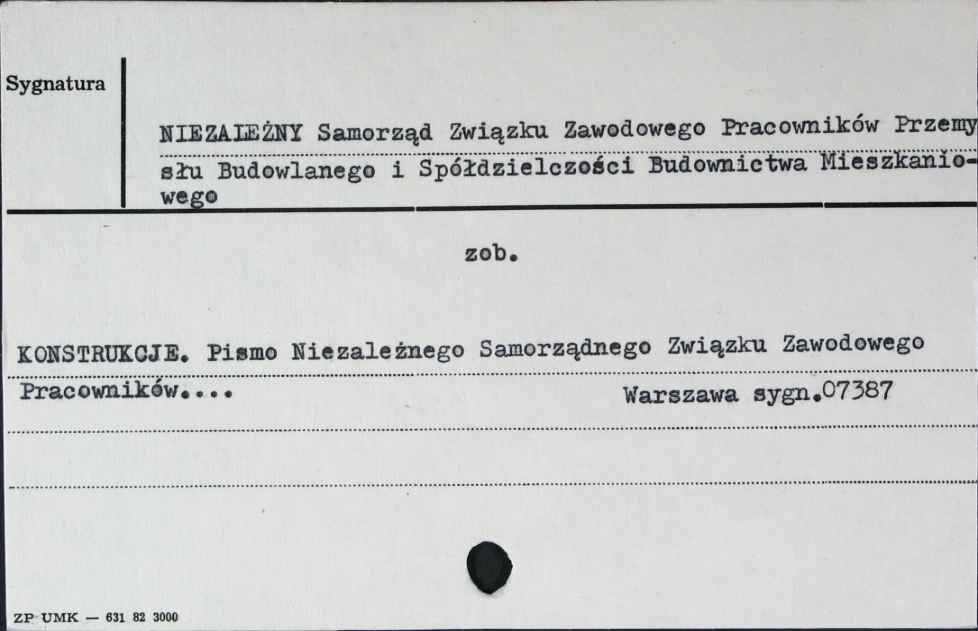 Sygnatura
NIEZALEŻNY Samorząd Związku Zawodowego Pracowników Przemy
słu Budowlanego i Spółdzielczości Budownictwa Mieszkanio-
wego
zob.
KONSTRUKCJE. Pismo Niezależnego Samorządnego Związku Zawodowego
Pracowników.... Warszawa sygn.07387
ZP UMK — 631 82 3000